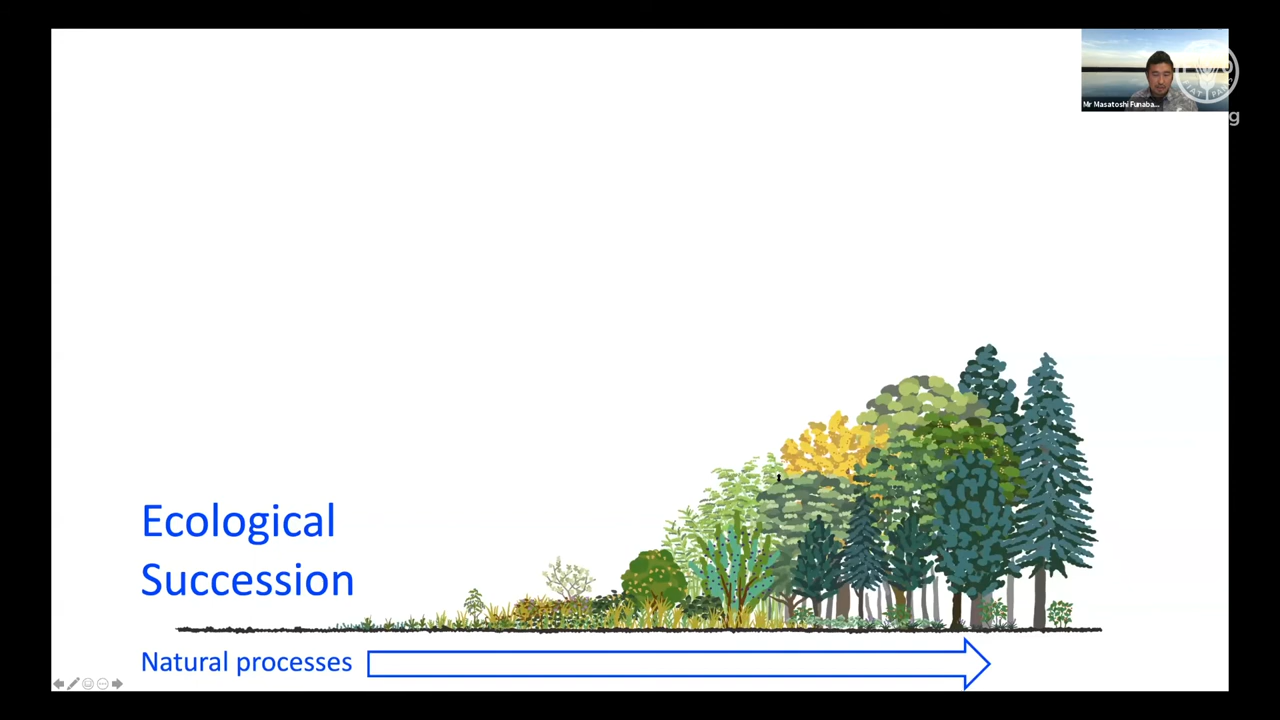 Mr Masatoshi Funaba...
Ecological
Succession
Natural processes